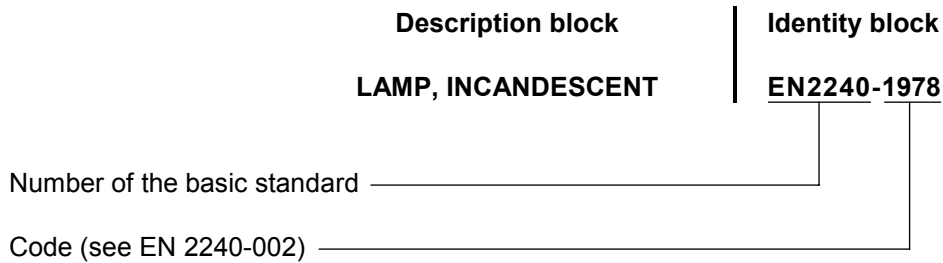 Description block Identity block
LAMP, INCANDESCENT EN2240-1978
Number of the basic standard
Code (see EN 2240-002)